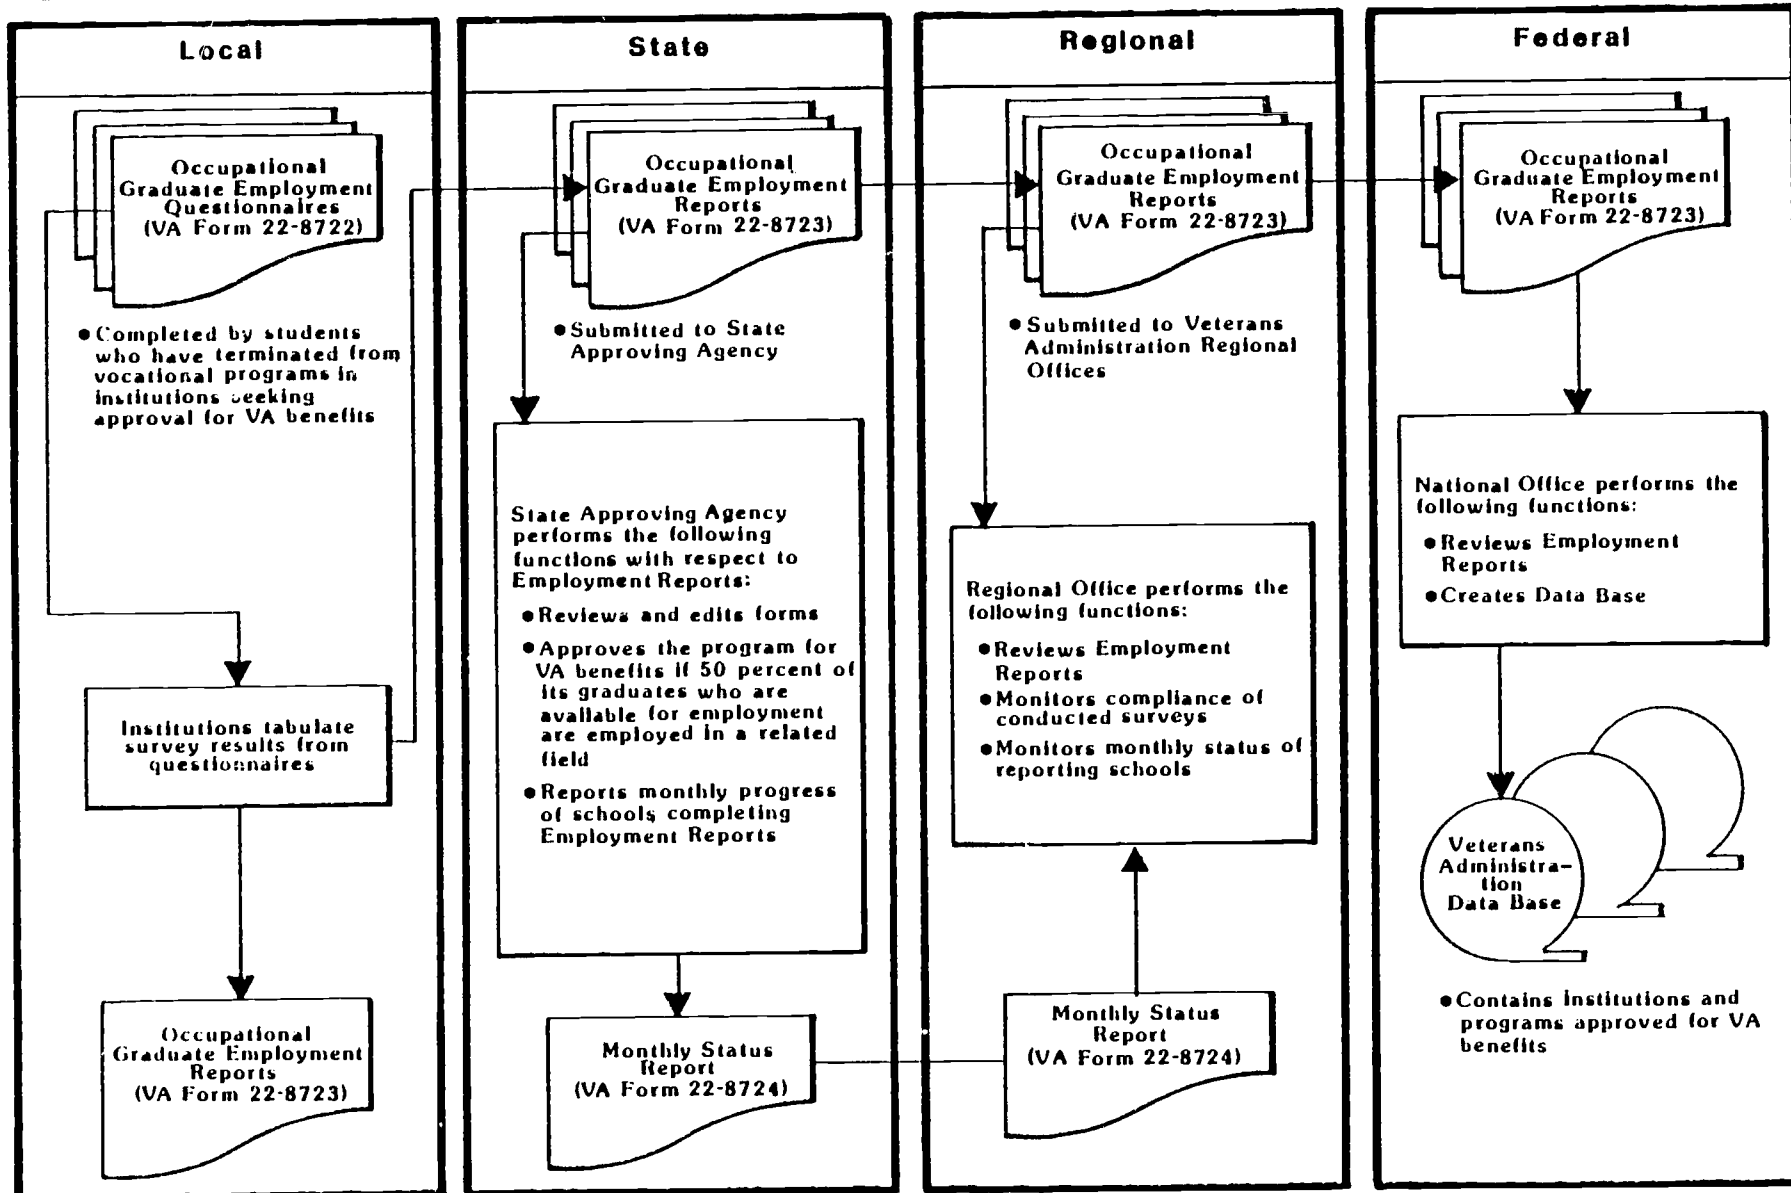 Local
Occupational
Graduate Employment
Questionnaires
(VA Form 22-8722)
●Completed by students
who have terminated from
vocational programs in
institutions seeking
approval for VA benefits
Institutions tabulate
survey results from
questionnaires
Occupational
Graduate Employment
Reports
(VA Form 22-8723)
State
Occupational
Graduate Employment
Reports
(VA Form 22-8723)
●Submitted to State
Approving Agency
State Approving Agency
performs the following
functions with respect to
Employment Reports:
●Reviews and edits forms
●Approves the program for
VA benefits if 50 percent of
its graduates who are
available for employment
are employed in a related
field
●Reports monthly progress
of schools completing
Employment Reports
Monthly Status
Report
(VA Form 22-8724)
Regional
Occupational
Graduate Employment
Reports
(VA Form 22-8723)
●Submitted to Veterans
Administration Regional
Offices
Regional Office performs the
following functions:
●Reviews Employment
Reports
●Monitors compliance of
conducted surveys
●Monitors monthly status of
reporting schools
Monthly Status
Report
(VA Form 22-8724)
Federal
Occupational
Graduate Employment
Reports
(VA Form 22-8723)
National Office performs the
following functions:
●Reviews Employment
Reports
●Creates Data Base
Veterans
Administra-
tion
Data Base
●Contains institutions and
programs approved for VA
benefits